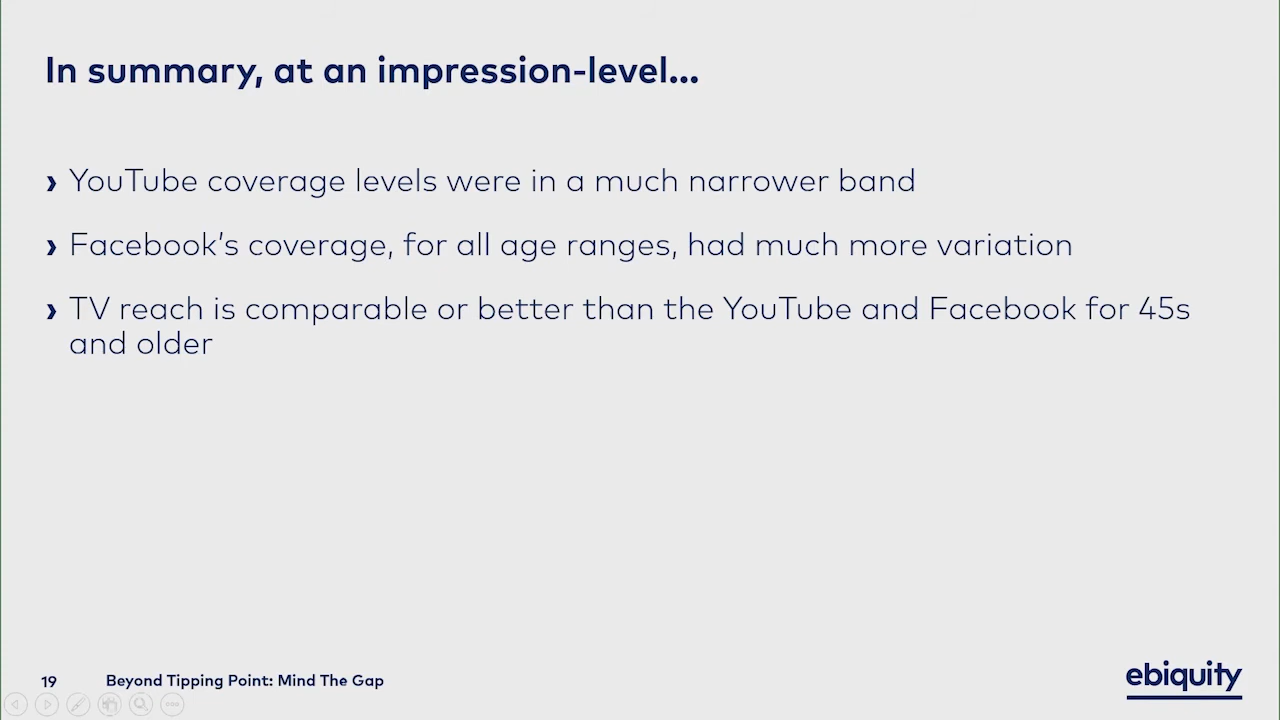 In summary, at an impression-level...
› YouTube coverage levels were in a much narrower band
› Facebook’s coverage, for all age ranges, had much more variation
› TV reach is comparable or better than the YouTube and Facebook for 45s
and older
19 Beyond Tipping Point: Mind The Gap
ebiquity